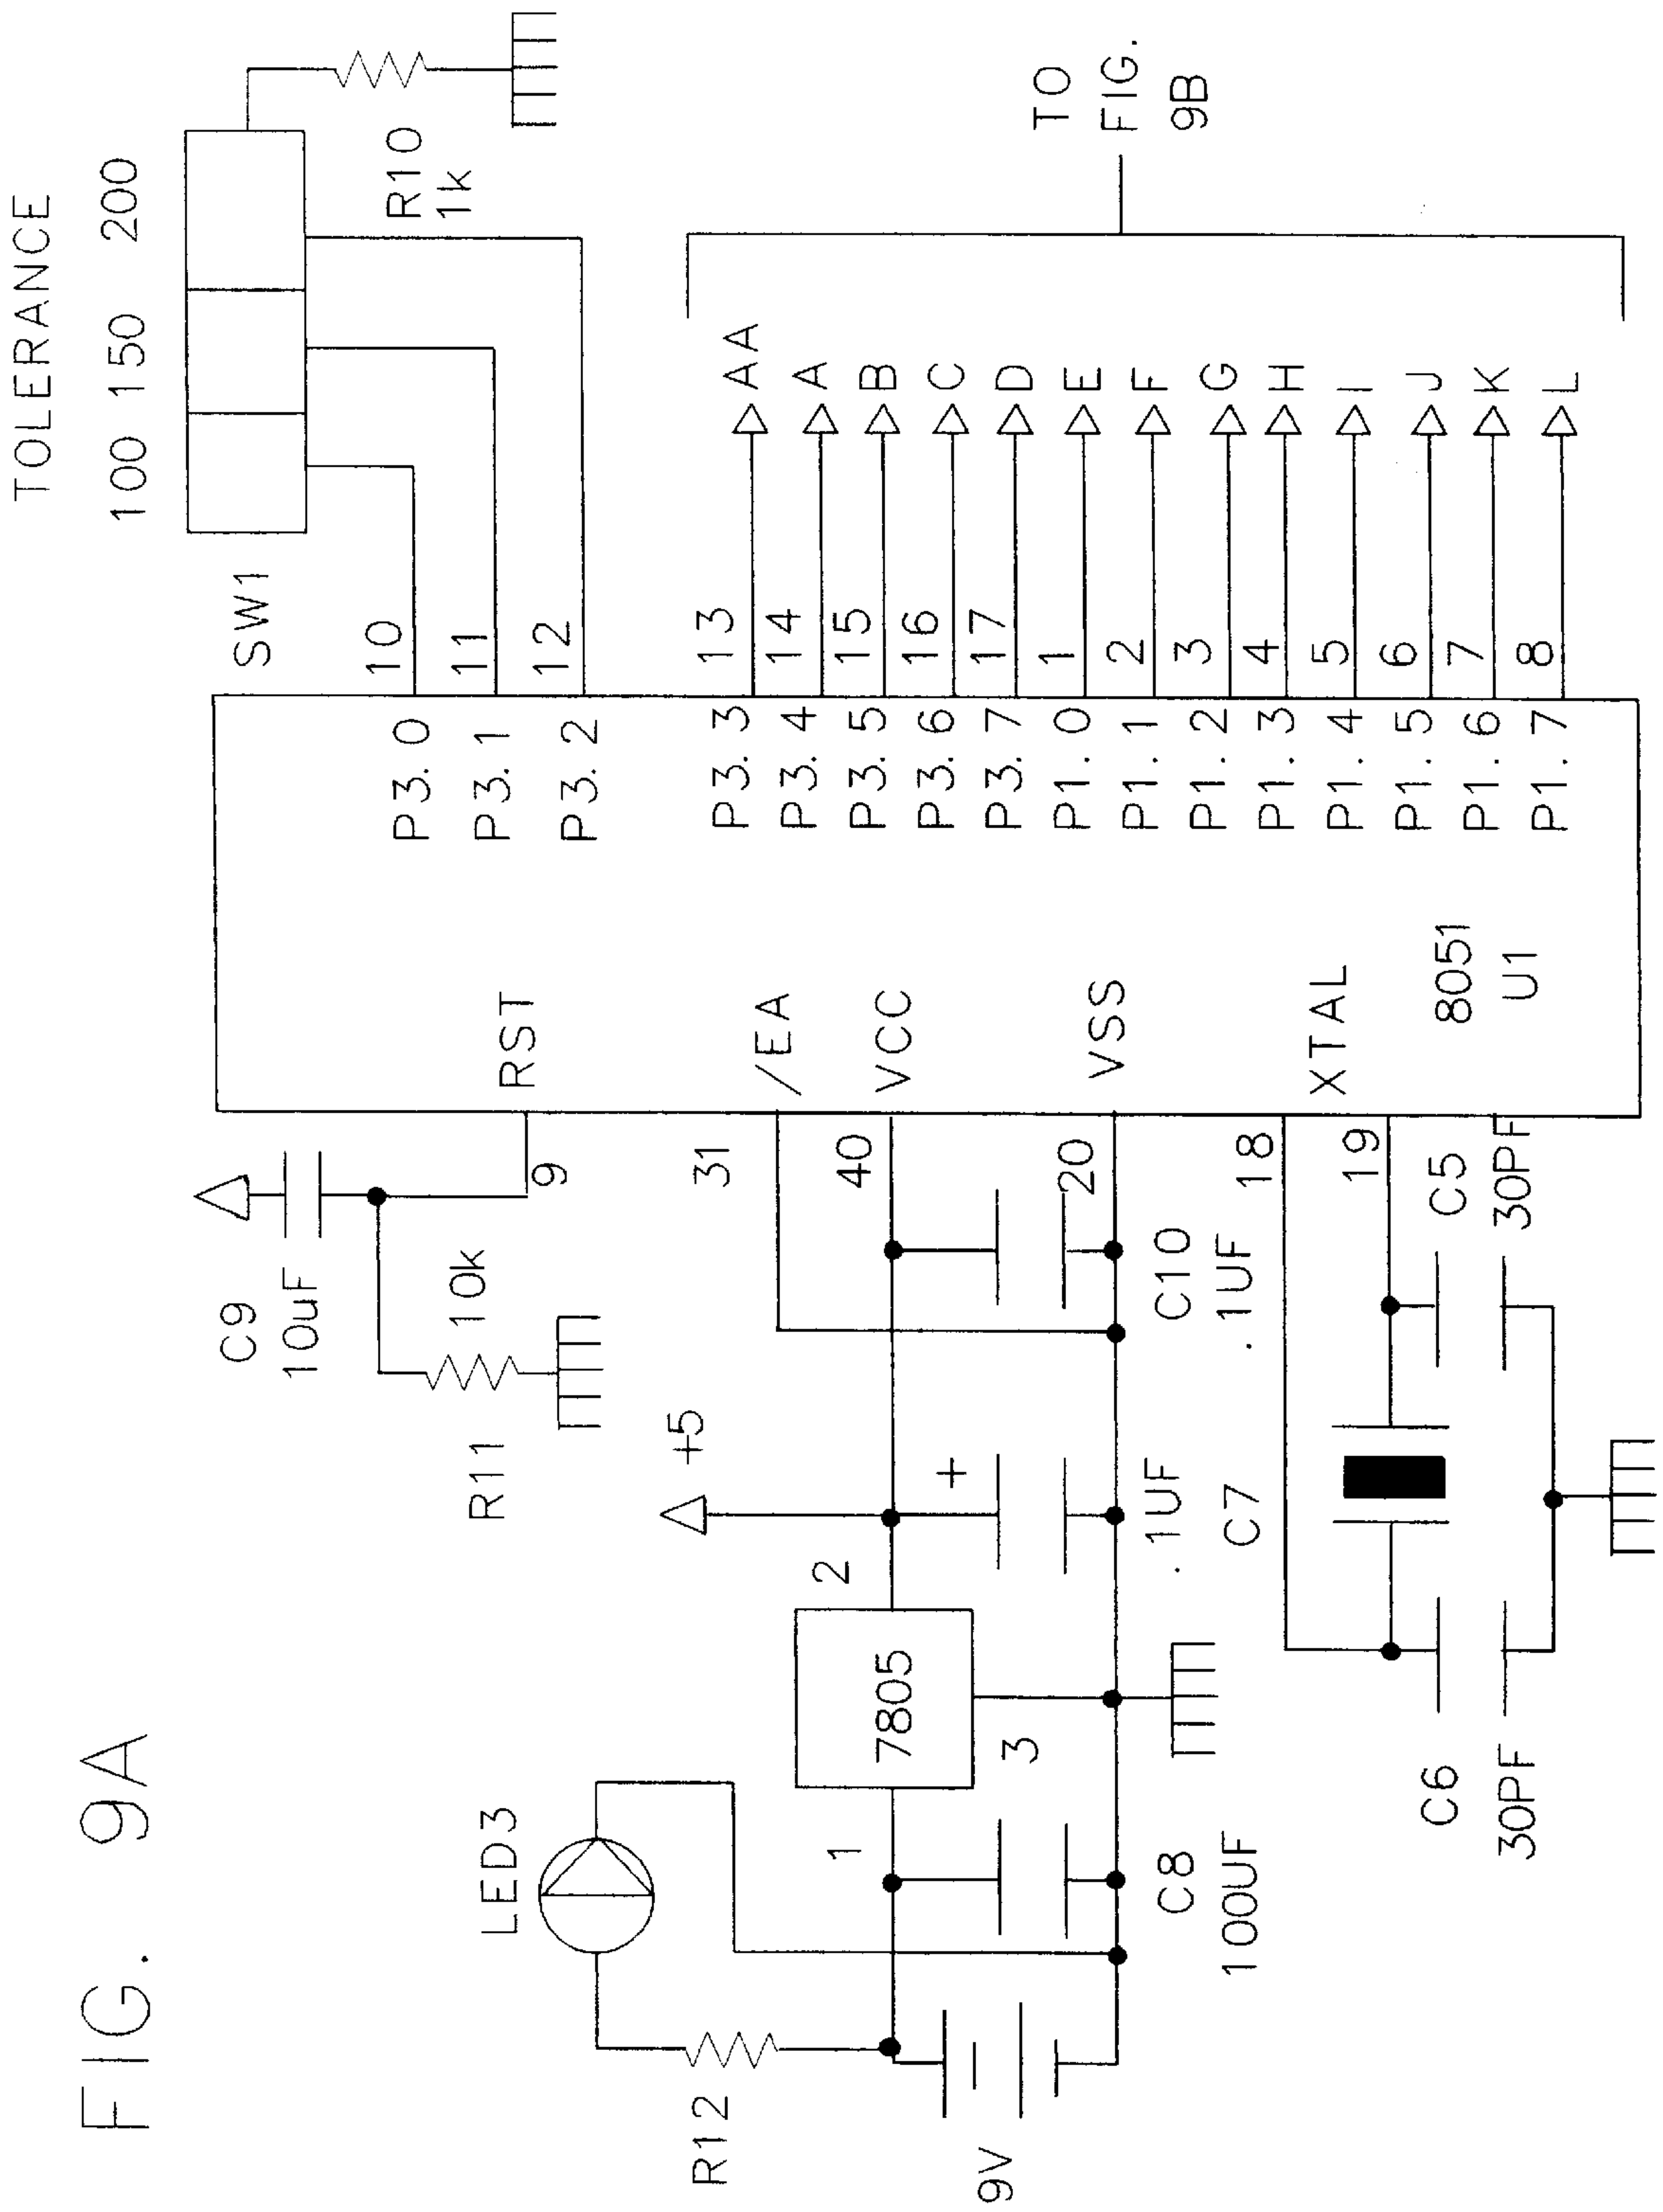 FIG. 9A
TOLERANCE
100 150 200
SW1
R10
1k
C9
10uF
R11
10k
RST
9
10
P3.0
11
P3.1
12
P3.2
LED3
R12
9V
1
7805
2
3
+5
+
.1UF
C8
100UF
31
/EA
40
VCC
20
VSS
C10
.1UF
18
XTAL
19
C7
C5
30PF
C6
30PF
8051
U1
P3.3
13
AA
P3.4
14
A
P3.5
15
B
P3.6
16
C
P3.7
17
D
P1.0
1
E
P1.1
2
F
P1.2
3
G
P1.3
4
H
P1.4
5
I
P1.5
6
J
P1.6
7
K
P1.7
8
L
TO
FIG.
9B